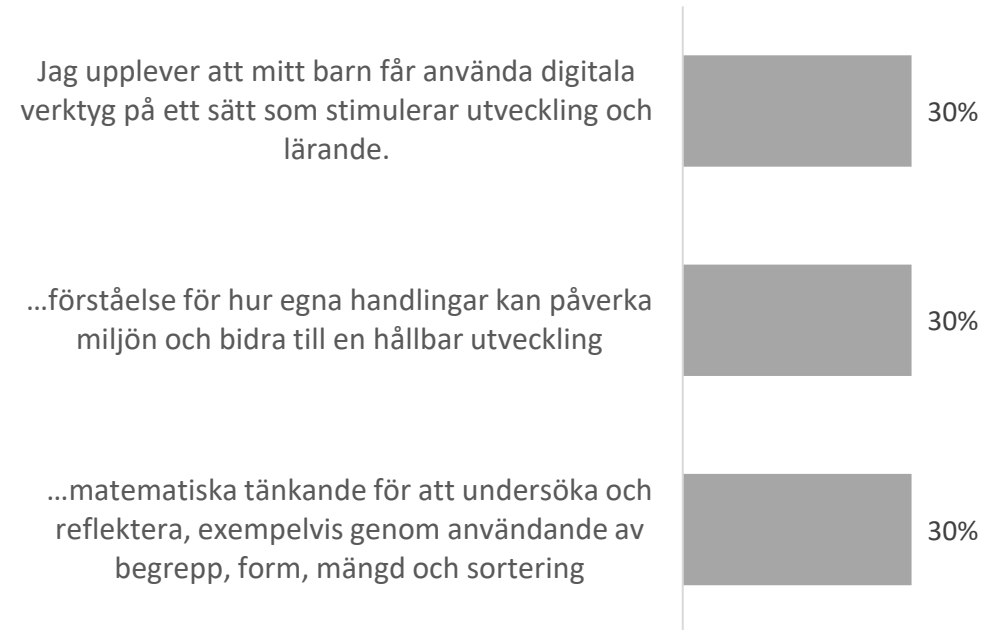 Jag upplever att mitt barn får använda digitala
verktyg på ett sätt som stimulerar utveckling och
lärande.
30%
...förståelse för hur egna handlingar kan påverka
miljön och bidra till en hållbar utveckling
30%
...matematiska tänkande för att undersöka och
reflektera, exempelvis genom användande av
begrepp, form, mängd och sortering
30%